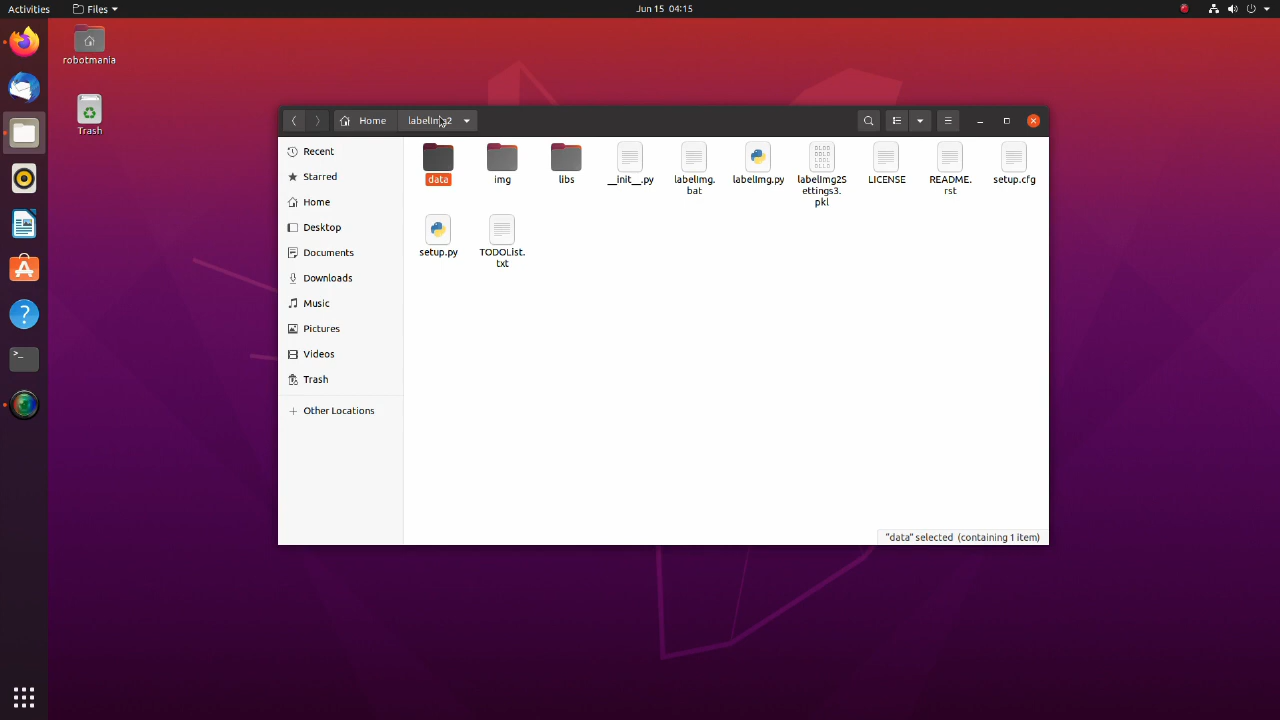 Activities
Files
Jun 15 04:15
robotmania
Trash
Home
Recent
Starred
Home
Desktop
Documents
Downloads
Music
Pictures
Videos
Trash
Other Locations
data
img
libs
__init__.py
labelImg.
bat
labelImg.py
labelImg2S
ettings3.
pkl
LICENSE
README.
rst
setup.cfg
setup.py
TODOList.
txt
"data" selected (containing 1 item)